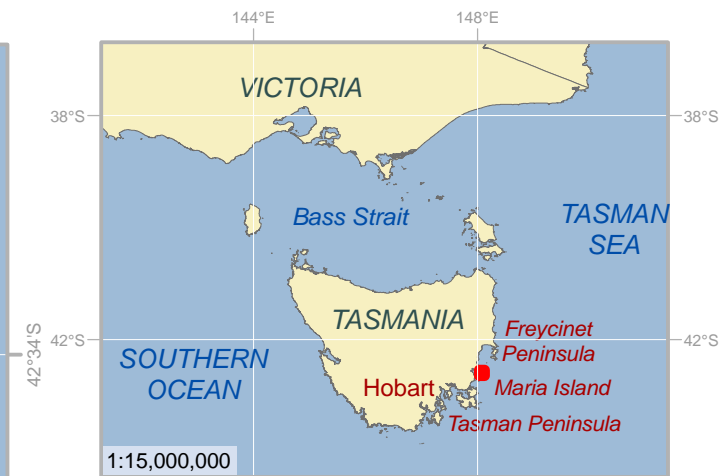 144°E
148°E
VICTORIA
38°S
38°S
Bass Strait
TASMAN
SEA
TASMANIA
Freycinet
Peninsula
42°S
42°S
42°34'S
SOUTHERN
OCEAN
Hobart
Maria Island
Tasman Peninsula
1:15,000,000